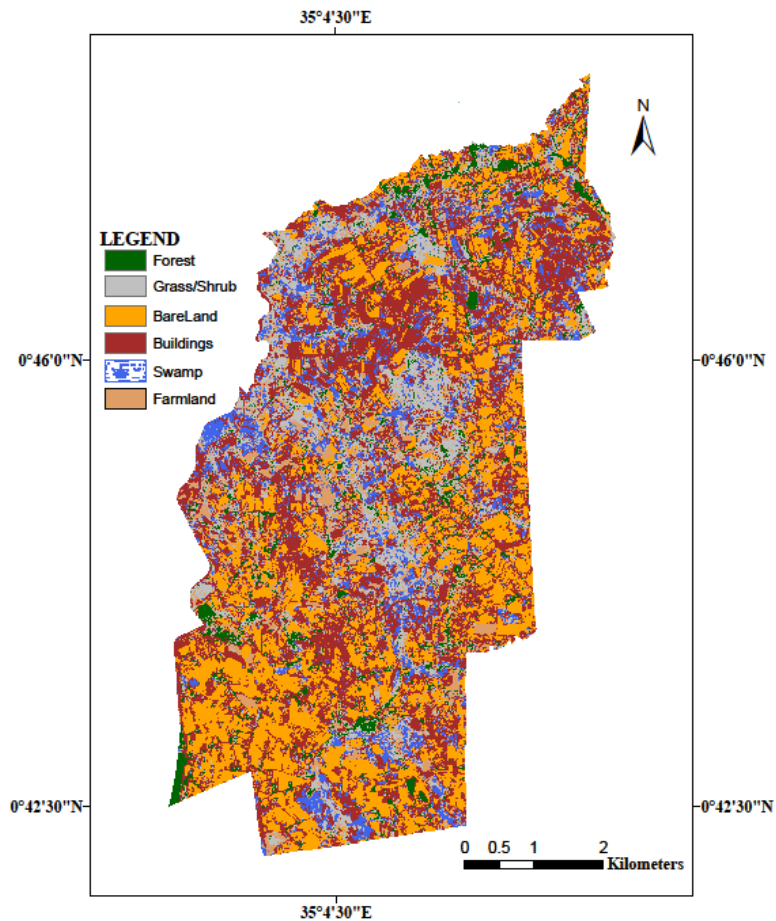 35°4'30"E
N
LEGEND
Forest
Grass/Shrub
BareLand
Buildings
Swamp
Farmland
0°46'0"N
0°46'0"N
0°42'30"N
0°42'30"N
0 0.5 1 2
Kilometers
35°4'30"E